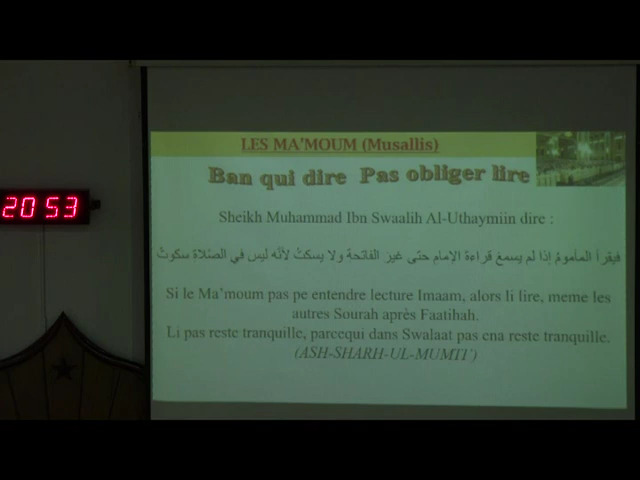 LES MA'MOUM (Musallis)
Ban qui dire Pas obliger lire
20 53
Sheikh Muhammad Ibn Swaalih Al-Uthaymiin dire :
فيقرأ المأموم إذا لم يسمع قراءة الإمام حتى غير الفاتحة ولا يسكتُ لأنّه ليس في الصّلاة سكوتٌ
Si le Ma'moum pas pe entendre lecture Imaam, alors li lire, meme les
autres Sourah après Faatihah.
Li pas reste tranquille, parcequi dans Swalaat pas ena reste tranquille.
(ASH-SHARH-UL-MUMTI')